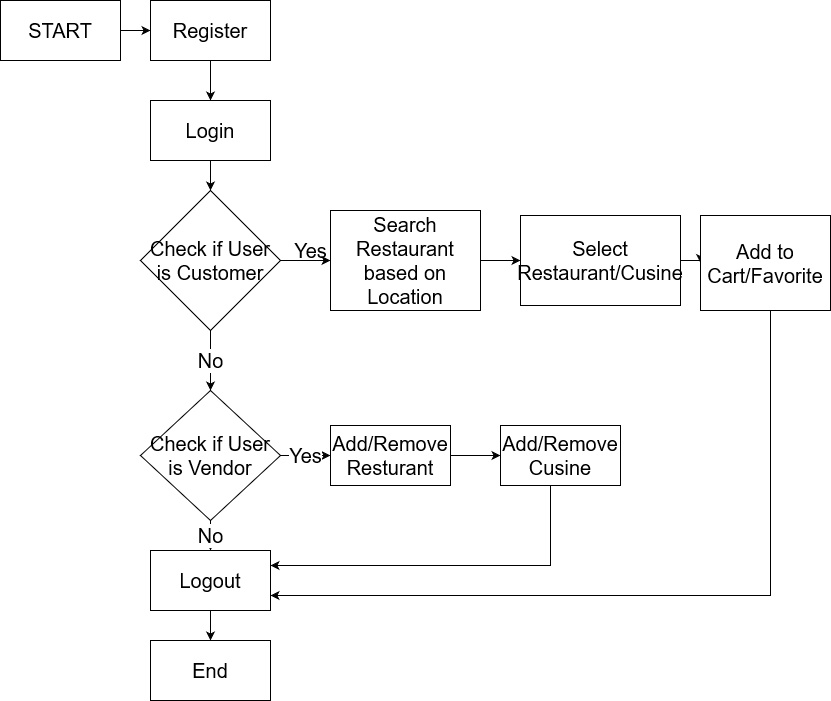 START
Register
Login
Check if User
is Customer
Yes
Search
Restaurant
based on
Location
Select
Restaurant/Cusine
Add to
Cart/Favorite
No
Check if User
is Vendor
Yes
Add/Remove
Resturant
Add/Remove
Cusine
No
Logout
End